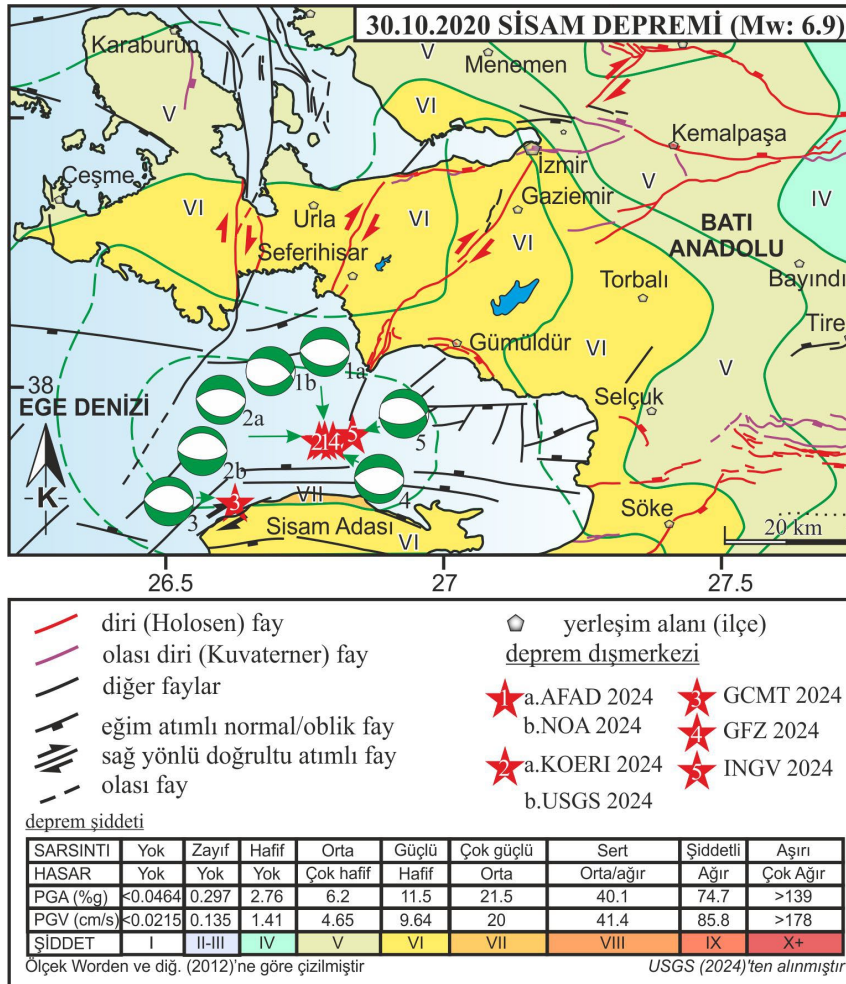 30.10.2020 SİSAM DEPREMİ (Mw: 6.9)
Karaburun
Menemen
V
V
VI
Kemalpaşa
İzmir
Çeşme
V
IV
VI
Urla
VI
Gaziemir
BATI
ANADOLU
Seferihisar
VI
Torbalı
Bayındı
Tire
Gümüldür
VI
V
38
1a
1b
EGE DENİZİ
2a
Selçuk
5
2 1 4 5
2b
K
4
VII
3
3
Söke
Sisam Adası
VI
20 km
26.5 27 27.5
diri (Holosen) fay
olası diri (Kuvaterner) fay
diğer faylar
eğim atımlı normal/oblik fay
sağ yönlü doğrultu atımlı fay
olası fay
yerleşim alanı (ilçe)
deprem dışmerkezi
1 a.AFAD 2024
b.NOA 2024
2 a.KOERI 2024
b.USGS 2024
3 GCMT 2024
4 GFZ 2024
5 INGV 2024
deprem şiddeti
SARSINTI Yok Zayıf Hafif Orta Güçlü Çok güçlü Sert Şiddetli Aşırı
HASAR Yok Yok Yok Çok hafif Hafif Orta Orta/ağır Ağır Çok Ağır
PGA (%g) <0.0464 0.297 2.76 6.2 11.5 21.5 40.1 74.7 >139
PGV (cm/s) <0.0215 0.135 1.41 4.65 9.64 20 41.4 85.8 >178
ŞİDDET I II-III IV V VI VII VIII IX X+
Ölçek Worden ve diğ. (2012)'ne göre çizilmiştir
USGS (2024)'ten alınmıştır